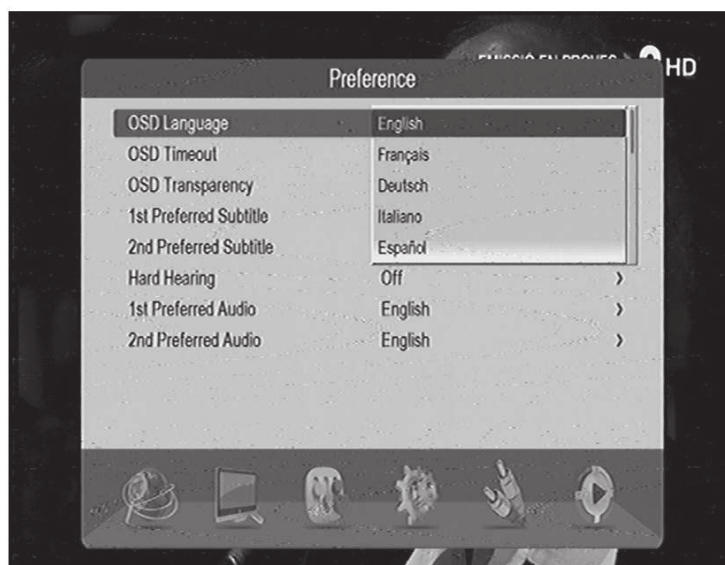 HD
Preference
OSD Language English
OSD Timeout Français
OSD Transparency Deutsch
1st Preferred Subtitle Italiano
2nd Preferred Subtitle Español
Hard Hearing Off
1st Preferred Audio English
2nd Preferred Audio English